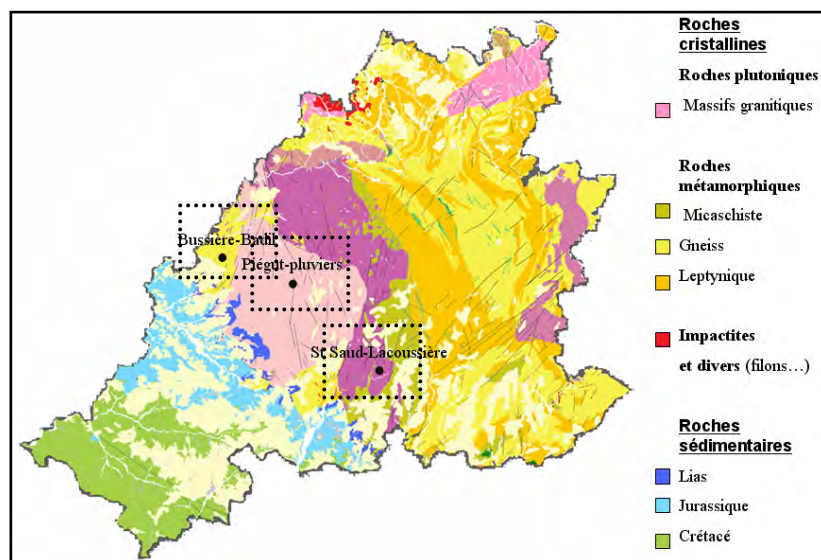 Roches
cristallines
Roches plutoniques
Massifs granitiques
Roches
métamorphiques
Micaschiste
Gneiss
Leptynique
Impactites
et divers (filons…)
Roches
sédimentaires
Lias
Jurassique
Crétacé
Bussière-Badil
Piégut-pluviers
St Saud-Lacoussière